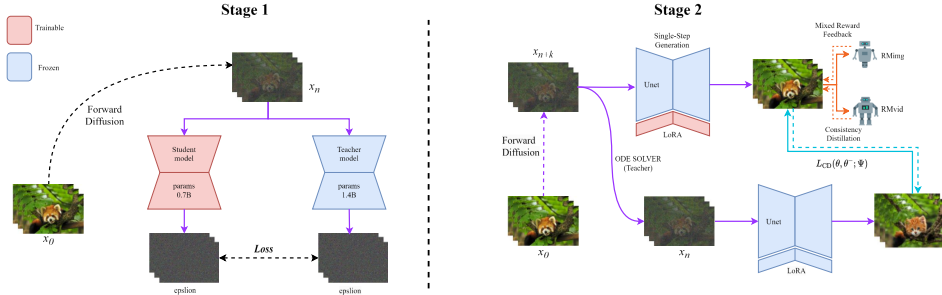 Stage 1
Trainable
Frozen
Forward
Diffusion
x_n
x_0
Student
model
params
0.7B
Teacher
model
params
1.4B
Loss
epslion
epslion
Stage 2
x_{n+k}
Forward
Diffusion
x_0
Single-Step
Generation
Unet
LoRA
ODE SOLVER
(Teacher)
x_n
Unet
LoRA
Mixed Reward
Feedback
RMimg
RMvid
Consistency
Distillation
L_{CD}(θ, θ^-; Ψ)